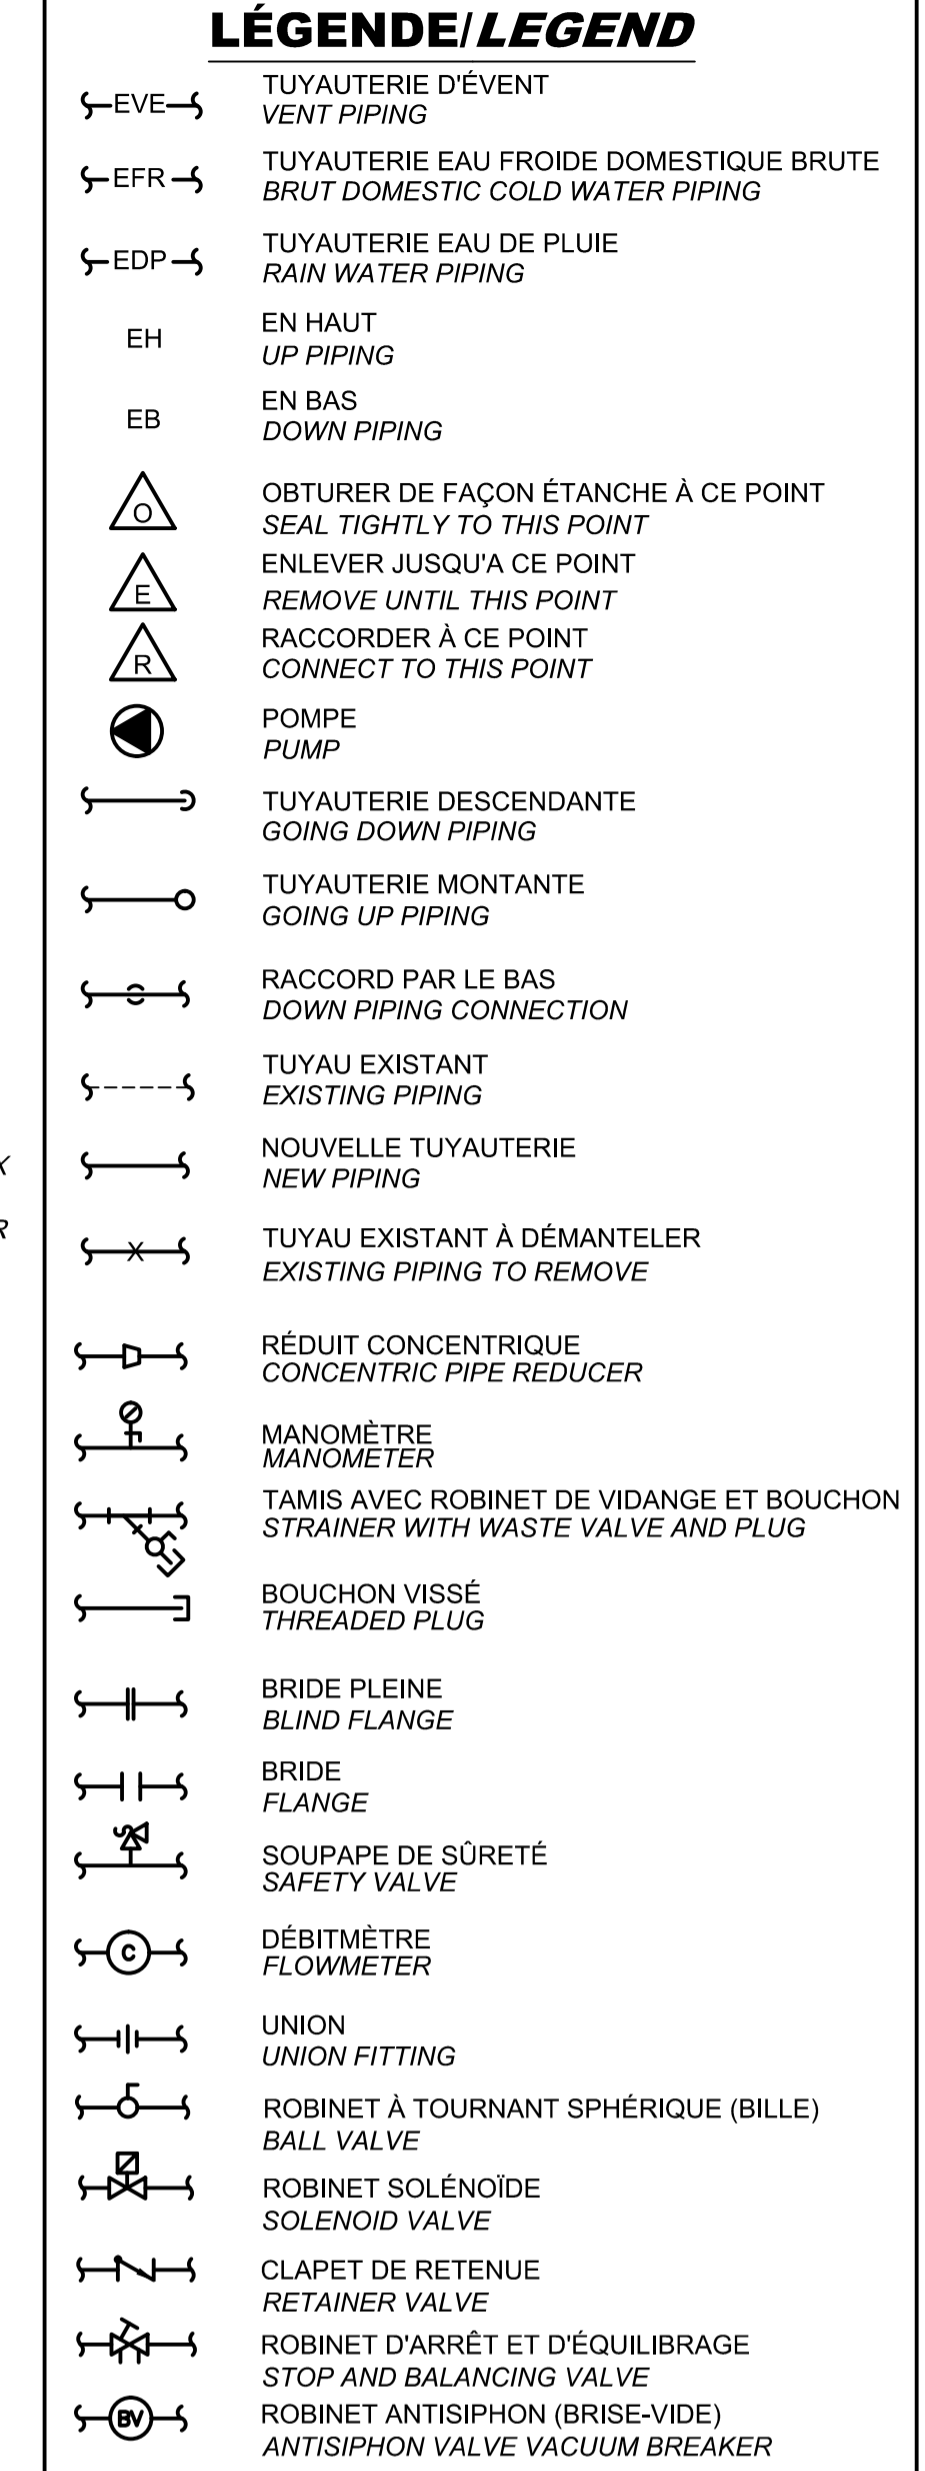 LÉGENDE/LEGEND
EVE TUYAUTERIE D'ÉVENT
VENT PIPING
EFR TUYAUTERIE EAU FROIDE DOMESTIQUE BRUTE
BRUT DOMESTIC COLD WATER PIPING
EDP TUYAUTERIE EAU DE PLUIE
RAIN WATER PIPING
EH EN HAUT
UP PIPING
EB EN BAS
DOWN PIPING
O OBTURER DE FAÇON ÉTANCHE À CE POINT
SEAL TIGHTLY TO THIS POINT
E ENLEVER JUSQU'A CE POINT
REMOVE UNTIL THIS POINT
R RACCORDER À CE POINT
CONNECT TO THIS POINT
POMPE
PUMP
TUYAUTERIE DESCENDANTE
GOING DOWN PIPING
TUYAUTERIE MONTANTE
GOING UP PIPING
RACCORD PAR LE BAS
DOWN PIPING CONNECTION
TUYAU EXISTANT
EXISTING PIPING
NOUVELLE TUYAUTERIE
NEW PIPING
X TUYAU EXISTANT À DÉMANTELER
EXISTING PIPING TO REMOVE
RÉDUIT CONCENTRIQUE
CONCENTRIC PIPE REDUCER
MANOMÈTRE
MANOMETER
TAMIS AVEC ROBINET DE VIDANGE ET BOUCHON
STRAINER WITH WASTE VALVE AND PLUG
BOUCHON VISSÉ
THREADED PLUG
BRIDE PLEINE
BLIND FLANGE
BRIDE
FLANGE
SOUPAPE DE SÛRETÉ
SAFETY VALVE
C DÉBITMÈTRE
FLOWMETER
UNION
UNION FITTING
ROBINET À TOURNANT SPHÉRIQUE (BILLE)
BALL VALVE
ROBINET SOLÉNOÏDE
SOLENOID VALVE
CLAPET DE RETENUE
RETAINER VALVE
ROBINET D'ARRÊT ET D'ÉQUILIBRAGE
STOP AND BALANCING VALVE
BV ROBINET ANTISIPHON (BRISE-VIDE)
ANTISIPHON VALVE VACUUM BREAKER